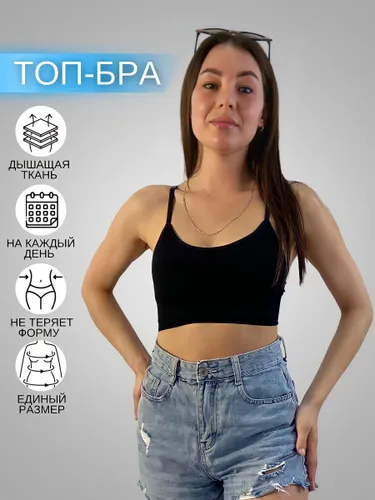 ТОП-БРА
ДЫШАЩАЯ
ТКАНЬ
НА КАЖДЫЙ
ДЕНЬ
НЕ ТЕРЯЕТ
ФОРМУ
ЕДИНЫЙ
РАЗМЕР